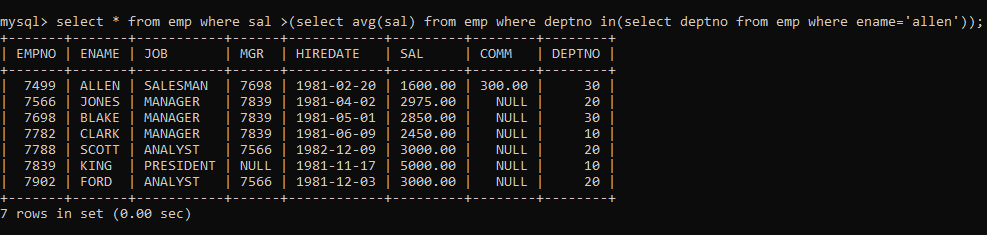 mysql> select * from emp where sal >(select avg(sal) from emp where deptno in(select deptno from emp where ename='allen'));
+-------+-------+-----------+------+------------+---------+--------+--------+
| EMPNO | ENAME | JOB       | MGR  | HIREDATE   | SAL     | COMM   | DEPTNO |
+-------+-------+-----------+------+------------+---------+--------+--------+
|  7499 | ALLEN | SALESMAN  | 7698 | 1981-02-20 | 1600.00 | 300.00 |     30 |
|  7566 | JONES | MANAGER   | 7839 | 1981-04-02 | 2975.00 |   NULL |     20 |
|  7698 | BLAKE | MANAGER   | 7839 | 1981-05-01 | 2850.00 |   NULL |     30 |
|  7782 | CLARK | MANAGER   | 7839 | 1981-06-09 | 2450.00 |   NULL |     10 |
|  7788 | SCOTT | ANALYST   | 7566 | 1982-12-09 | 3000.00 |   NULL |     20 |
|  7839 | KING  | PRESIDENT | NULL | 1981-11-17 | 5000.00 |   NULL |     10 |
|  7902 | FORD  | ANALYST   | 7566 | 1981-12-03 | 3000.00 |   NULL |     20 |
+-------+-------+-----------+------+------------+---------+--------+--------+
7 rows in set (0.00 sec)